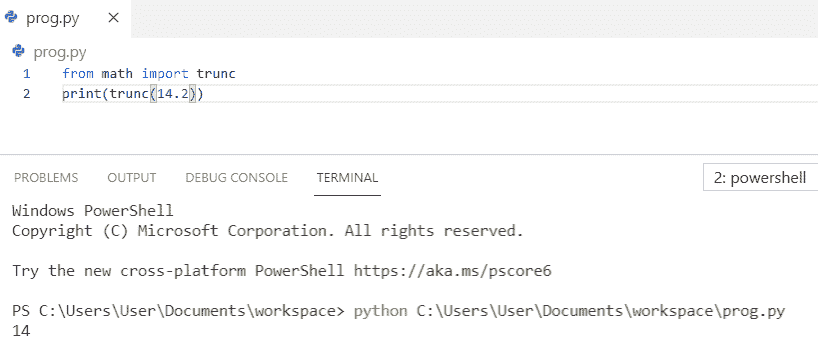 prog.py
prog.py
1 from math import trunc
2 print(trunc(14.2))
PROBLEMS OUTPUT DEBUG CONSOLE TERMINAL 2: powershell
Windows PowerShell
Copyright (C) Microsoft Corporation. All rights reserved.
Try the new cross-platform PowerShell https://aka.ms/pscore6
PS C:\Users\User\Documents\workspace> python C:\Users\User\Documents\workspace\prog.py
14